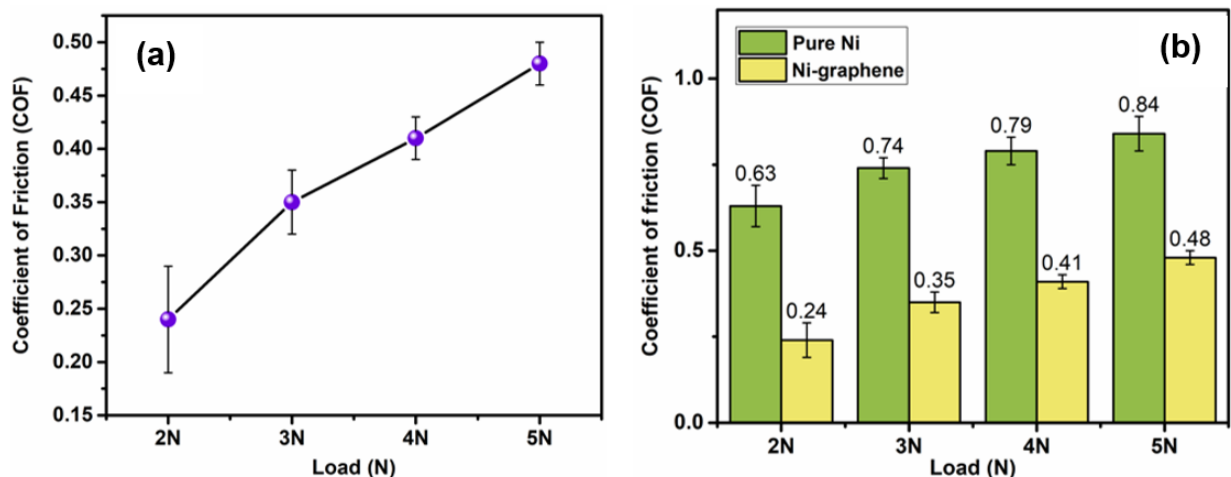 (a)
Coefficient of Friction (COF)
0.50
0.45
0.40
0.35
0.30
0.25
0.20
0.15
2N 3N 4N 5N
Load (N)
(b)
Pure Ni
Ni-graphene
Coefficient of friction (COF)
1.0
0.5
0.0
0.63 0.74 0.79 0.84
0.24 0.35 0.41 0.48
2N 3N 4N 5N
Load (N)